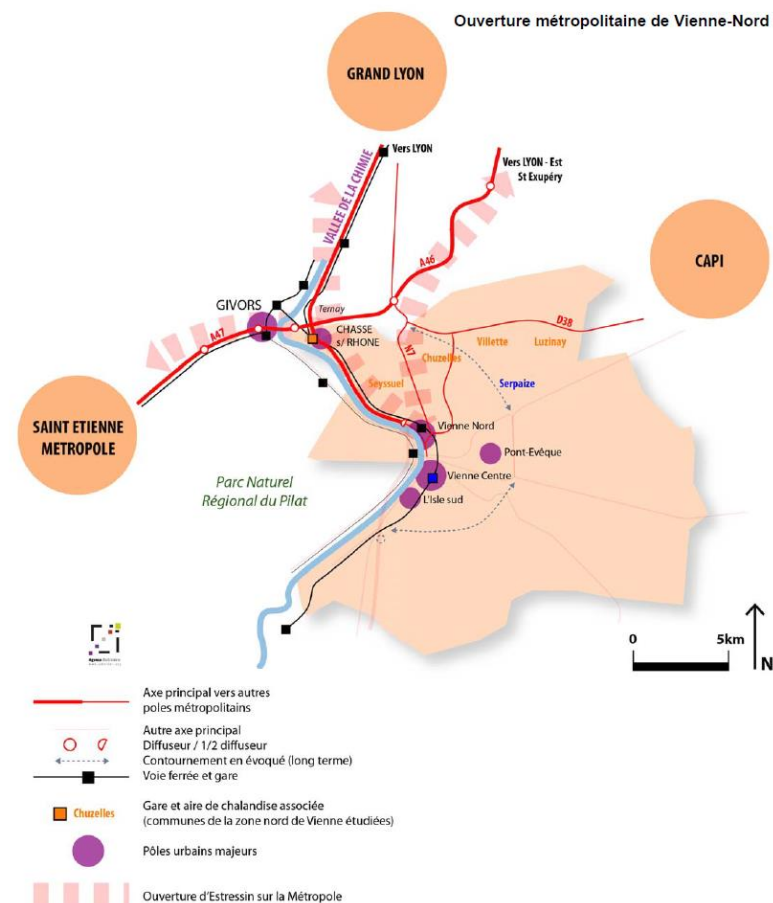 Ouverture métropolitaine de Vienne-Nord
GRAND LYON
Vers LYON
Vers LYON - Est
St Exupéry
VALLEE DE LA CHIMIE
CAPI
A46
GIVORS
Ternay
A47
CHASSE
s/ RHONE
D38
N7
Chuzelles
Villette
Luzinay
Seyssuel
Serpaize
SAINT ETIENNE
METROPOLE
Vienne Nord
Pont-Evêque
Vienne Centre
L'Isle sud
Parc Naturel
Régional du Pilat
0
5km
N
Axe principal vers autres
poles métropolitains
Autre axe principal
Diffuseur / 1/2 diffuseur
Contournement en évoqué (long terme)
Voie ferrée et gare
Chuzelles
Gare et aire de chalandise associée
(communes de la zone nord de Vienne étudiées)
Pôles urbains majeurs
Ouverture d'Estressin sur la Métropole